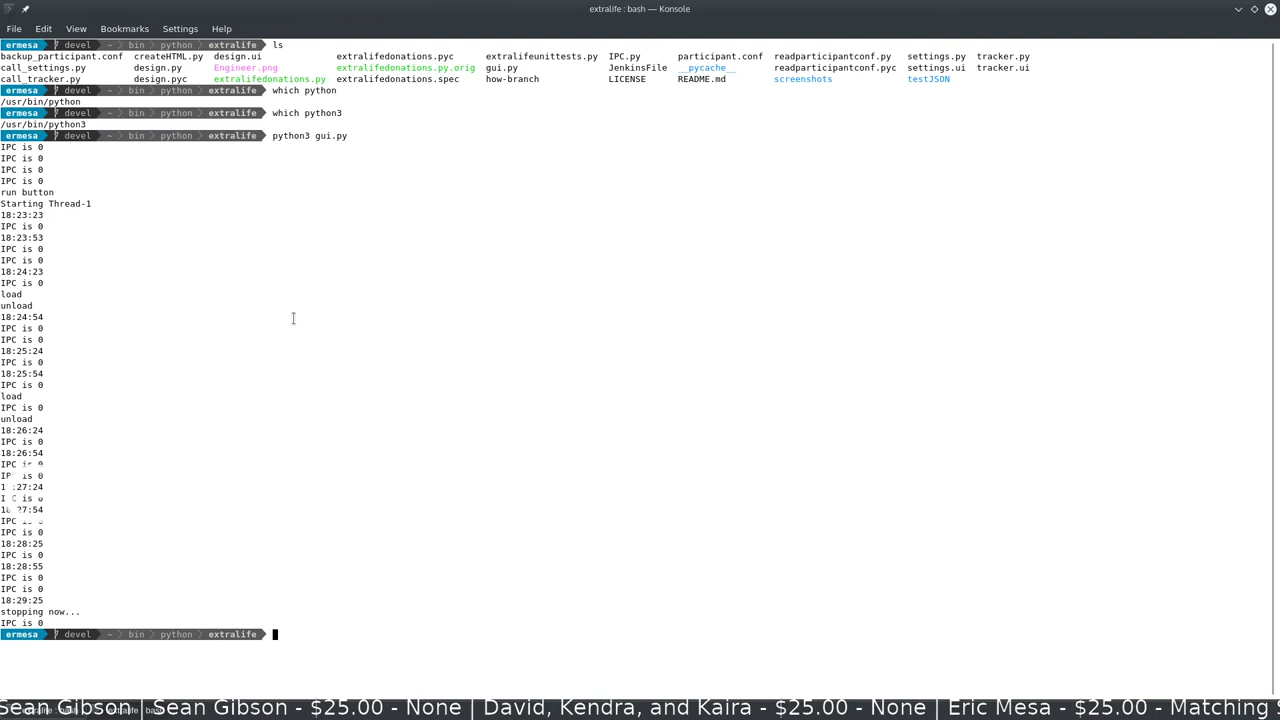 extralife : bash — Konsole
File Edit View Bookmarks Settings Help
ermesa devel ~ bin python extralife ls
backup_participant.conf createHTML.py design.ui extralifedonations.pyc extralifeunittests.py IPC.py participant.conf readparticipantconf.py settings.py tracker.py
call_settings.py design.py Engineer.png extralifedonations.py.orig gui.py JenkinsFile __pycache__ readparticipantconf.pyc settings.ui tracker.ui
call_tracker.py design.pyc extralifedonations.py extralifedonations.spec how-branch LICENSE README.md screenshots testJSON
ermesa devel ~ bin python extralife which python
/usr/bin/python
ermesa devel ~ bin python extralife which python3
/usr/bin/python3
ermesa devel ~ bin python extralife python3 gui.py
IPC is 0
IPC is 0
IPC is 0
IPC is 0
run button
Starting Thread-1
18:23:23
IPC is 0
18:23:53
IPC is 0
IPC is 0
18:24:23
IPC is 0
load
unload
18:24:54
IPC is 0
IPC is 0
18:25:24
IPC is 0
18:25:54
IPC is 0
load
IPC is 0
unload
18:26:24
IPC is 0
18:26:54
IPC is 0
IPC is 0
18:27:24
IPC is 0
18:27:54
IPC is 0
IPC is 0
18:28:25
IPC is 0
18:28:55
IPC is 0
IPC is 0
18:29:25
stopping now...
IPC is 0
ermesa devel ~ bin python extralife
Sean Gibson | Sean Gibson - $25.00 - None | David, Kendra, and Kaira - $25.00 - None | Eric Mesa - $25.00 - Matching